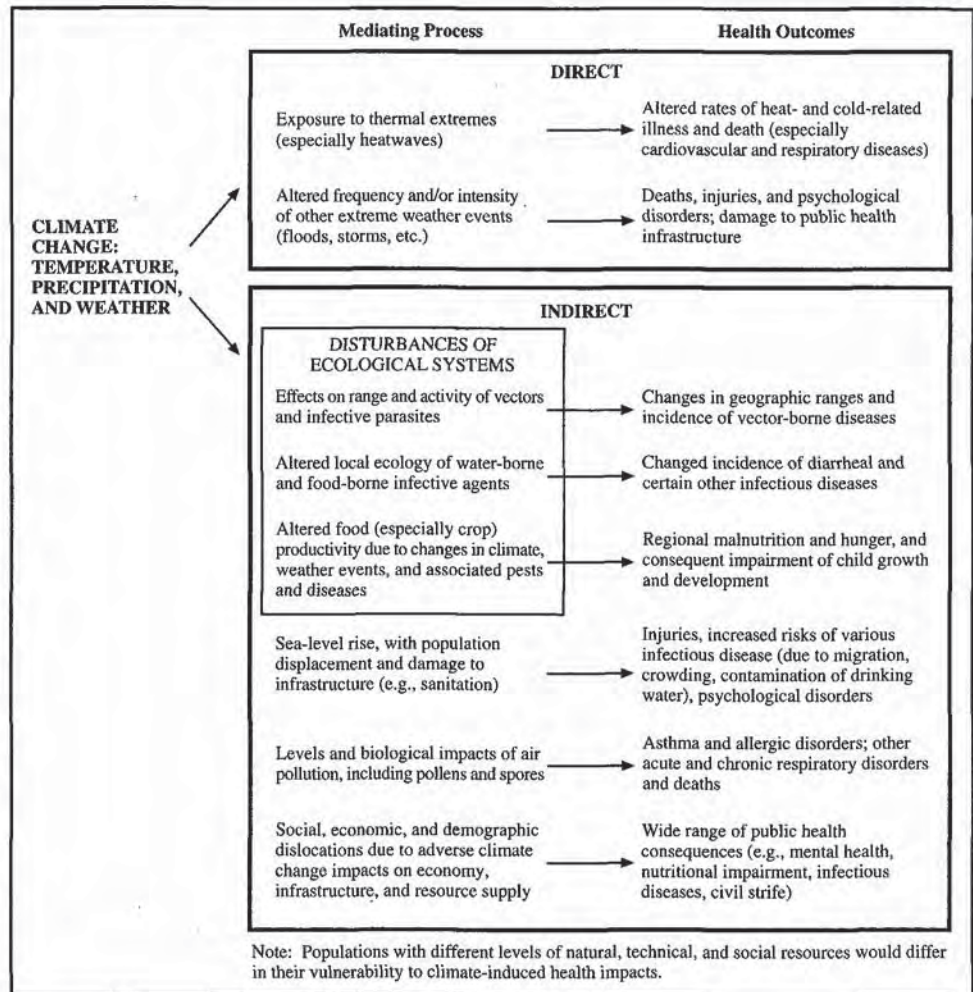 Mediating Process
Health Outcomes
DIRECT
Exposure to thermal extremes
(especially heatwaves)
Altered rates of heat- and cold-related
illness and death (especially
cardiovascular and respiratory diseases)
Altered frequency and/or intensity
of other extreme weather events
(floods, storms, etc.)
Deaths, injuries, and psychological
disorders; damage to public health
infrastructure
CLIMATE
CHANGE:
TEMPERATURE,
PRECIPITATION,
AND WEATHER
INDIRECT
DISTURBANCES OF
ECOLOGICAL SYSTEMS
Effects on range and activity of vectors
and infective parasites
Changes in geographic ranges and
incidence of vector-borne diseases
Altered local ecology of water-borne
and food-borne infective agents
Changed incidence of diarrheal and
certain other infectious diseases
Altered food (especially crop)
productivity due to changes in climate,
weather events, and associated pests
and diseases
Regional malnutrition and hunger, and
consequent impairment of child growth
and development
Sea-level rise, with population
displacement and damage to
infrastructure (e.g., sanitation)
Injuries, increased risks of various
infectious disease (due to migration,
crowding, contamination of drinking
water), psychological disorders
Levels and biological impacts of air
pollution, including pollens and spores
Asthma and allergic disorders; other
acute and chronic respiratory disorders
and deaths
Social, economic, and demographic
dislocations due to adverse climate
change impacts on economy,
infrastructure, and resource supply
Wide range of public health
consequences (e.g., mental health,
nutritional impairment, infectious
diseases, civil strife)
Note: Populations with different levels of natural, technical, and social resources would differ
in their vulnerability to climate-induced health impacts.